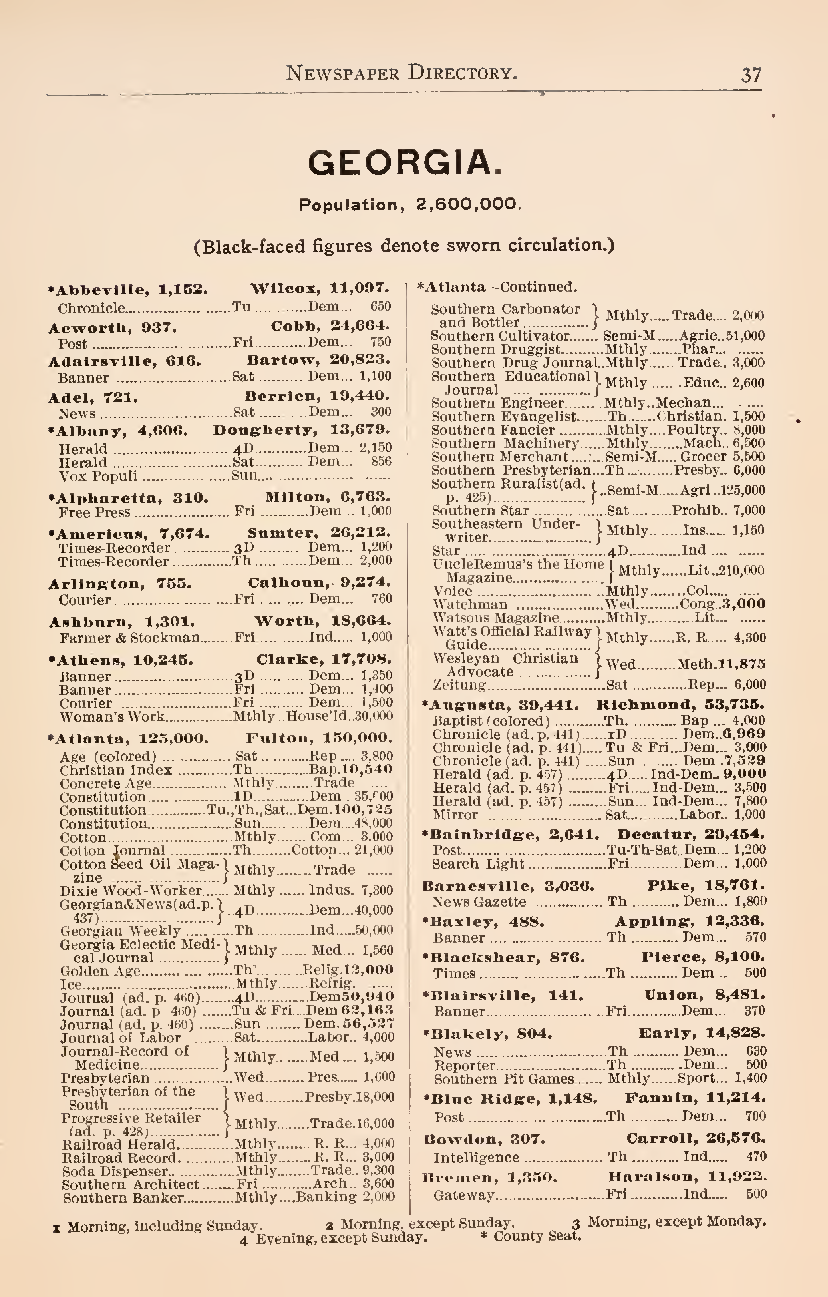 NEWSPAPER DIRECTORY. 37
GEORGIA.
Population, 2,600,000.
(Black-faced figures denote sworn circulation.)
*Abbeville, 1,152. Wilcox, 11,097.
Chronicle......Tu......Dem... 650
Acworth, 937. Cobb, 24,664.
Post......Fri......Dem... 750
Adairsville, 616. Bartow, 20,823.
Banner......Sat......Dem... 1,100
Adel, 721. Berrien, 19,440.
News......Sat......Dem... 300
*Albany, 4,606. Dougherty, 13,679.
Herald......4D......Dem... 2,150
Herald......Sat......Dem... 856
Vox Populi......Sun......
*Alpharetta, 310. Milton, 6,763.
Free Press......Fri......Dem... 1,000
*Americus, 7,674. Sumter, 26,212.
Times-Recorder......3D......Dem... 1,200
Times-Recorder......Th......Dem... 2,000
Arlington, 755. Calhoun, 9,274.
Courier......Fri......Dem... 760
Ashburn, 1,301. Worth, 18,664.
Farmer & Stockman......Fri......Ind..... 1,000
*Athens, 10,245. Clarke, 17,708.
Banner......3D......Dem... 1,350
Banner......Fri......Dem... 1,400
Courier......Fri......Dem... 1,500
Woman's Work......Mthly..House'ld..30,000
*Atlanta, 125,000. Fulton, 150,000.
Age (colored)......Sat......Rep.... 3,800
Christian Index......Th......Bap.10,540
Concrete Age......Mthly......Trade
Constitution......1D......Dem..
Constitution......Tu.,Th.,Sat...Dem.100,725
Constitution......Sun......Dem...48,000
Cotton......Mthly......Com... 3,000
Cotton Journal......Th......Cotton... 21,000
Cotton Seed Oil Maga-
zine......} Mthly......Trade ......
Dixie Wood-Worker......Mthly......Indus. 7,300
Georgian&News(ad.p.
437)......} 4D......Dem...40,000
Georgian Weekly......Th......Ind.....50,000
Georgia Eclectic Medi-
cal Journal......} Mthly......Med... 1,560
Golden Age......Th......Relig.12,000
Ice......Mthly......Refrig. ......
Journal (ad. p. 460)......4D......Dem50,940
Journal (ad. p. 460)......Tu & Fri...Dem 62,163
Journal (ad. p. 460)......Sun......Dem. 56,527
Journal of Labor......Sat......Labor.. 4,000
Journal-Record of
Medicine......} Mthly......Med.... 1,500
Presbyterian......Wed......Pres..... 1,600
Presbyterian of the
South......} Wed......Presby.18,000
Progressive Retailer
(ad. p. 428)......} Mthly......Trade.16,000
Railroad Herald......Mthly......R. R... 4,000
Railroad Record......Mthly......R. R... 3,000
Soda Dispenser......Mthly......Trade.. 9,300
Southern Architect......Fri......Arch.. 3,600
Southern Banker......Mthly....Banking 2,000
*Atlanta—Continued.
Southern Carbonator
and Bottler......} Mthly.....Trade.... 2,000
Southern Cultivator......Semi-M.....Agric..51,000
Southern Druggist......Mthly......Phar... ......
Southern Drug Journal..Mthly......Trade.. 3,000
Southern Educational
Journal......} Mthly......Educ.. 2,600
Southern Engineer......Mthly..Mechan... ......
Southern Evangelist......Th......Christian. 1,500
Southern Fancier......Mthly....Poultry.. 8,000
Southern Machinery......Mthly......Mach.. 6,500
Southern Merchant......Semi-M.....Grocer 5,500
Southern Presbyterian...Th......Presby.. 6,000
Southern Ruralist(ad.
p. 425)......} Semi-M.....Agri..125,000
Southern Star......Sat......Prohib.. 7,000
Southeastern Under-
writer......} Mthly......Ins..... 1,150
Star......4D......Ind ......
UncleRemus's the Home
Magazine......} Mthly......Lit..210,000
Voice......Mthly......Col..... ......
Watchman......Wed......Cong.3,000
Watsons Magazine......Mthly......Lit... ......
Watt's Official Railway
Guide......} Mthly......R. R..... 4,300
Wesleyan Christian
Advocate......} Wed......Meth.11,875
Zeitung......Sat......Rep... 6,000
*Augusta, 39,441. Richmond, 53,735.
Baptist (colored)......Th......Bap... 4,000
Chronicle (ad. p. 441)......1D......Dem..6,969
Chronicle (ad. p. 441)....Tu & Fri...Dem... 3,000
Chronicle (ad. p. 441)......Sun......Dem.7,529
Herald (ad. p. 457)......4D....Ind-Dem..9,000
Herald (ad. p. 457)......Fri.....Ind-Dem... 3,500
Herald (ad. p. 457)......Sun...Ind-Dem... 7,800
Mirror......Sat......Labor.. 1,000
*Bainbridge, 2,641. Decatur, 29,454.
Post......Tu-Th-Sat..Dem... 1,200
Search Light......Fri......Dem... 1,000
Barnesville, 3,036. Pike, 18,761.
News Gazette......Th......Dem... 1,800
*Baxley, 488. Appling, 12,336.
Banner......Th......Dem... 570
*Blackshear, 876. Pierce, 8,100.
Times......Th......Dem.. 500
*Blairsville, 141. Union, 8,481.
Banner......Fri......Dem... 370
*Blakely, 804. Early, 14,828.
News......Th......Dem... 630
Reporter......Th......Dem... 500
Southern Pit Games......Mthly......Sport... 1,400
*Blue Ridge, 1,148. Fannin, 11,214.
Post......Th......Dem... 700
Bowdon, 307. Carroll, 26,576.
Intelligence......Th......Ind..... 470
Bremen, 1,350. Haralson, 11,922.
Gateway......Fri......Ind..... 500
1 Morning, including Sunday. 2 Morning, except Sunday. 3 Morning, except Monday.
4 Evening, except Sunday. * County Seat.